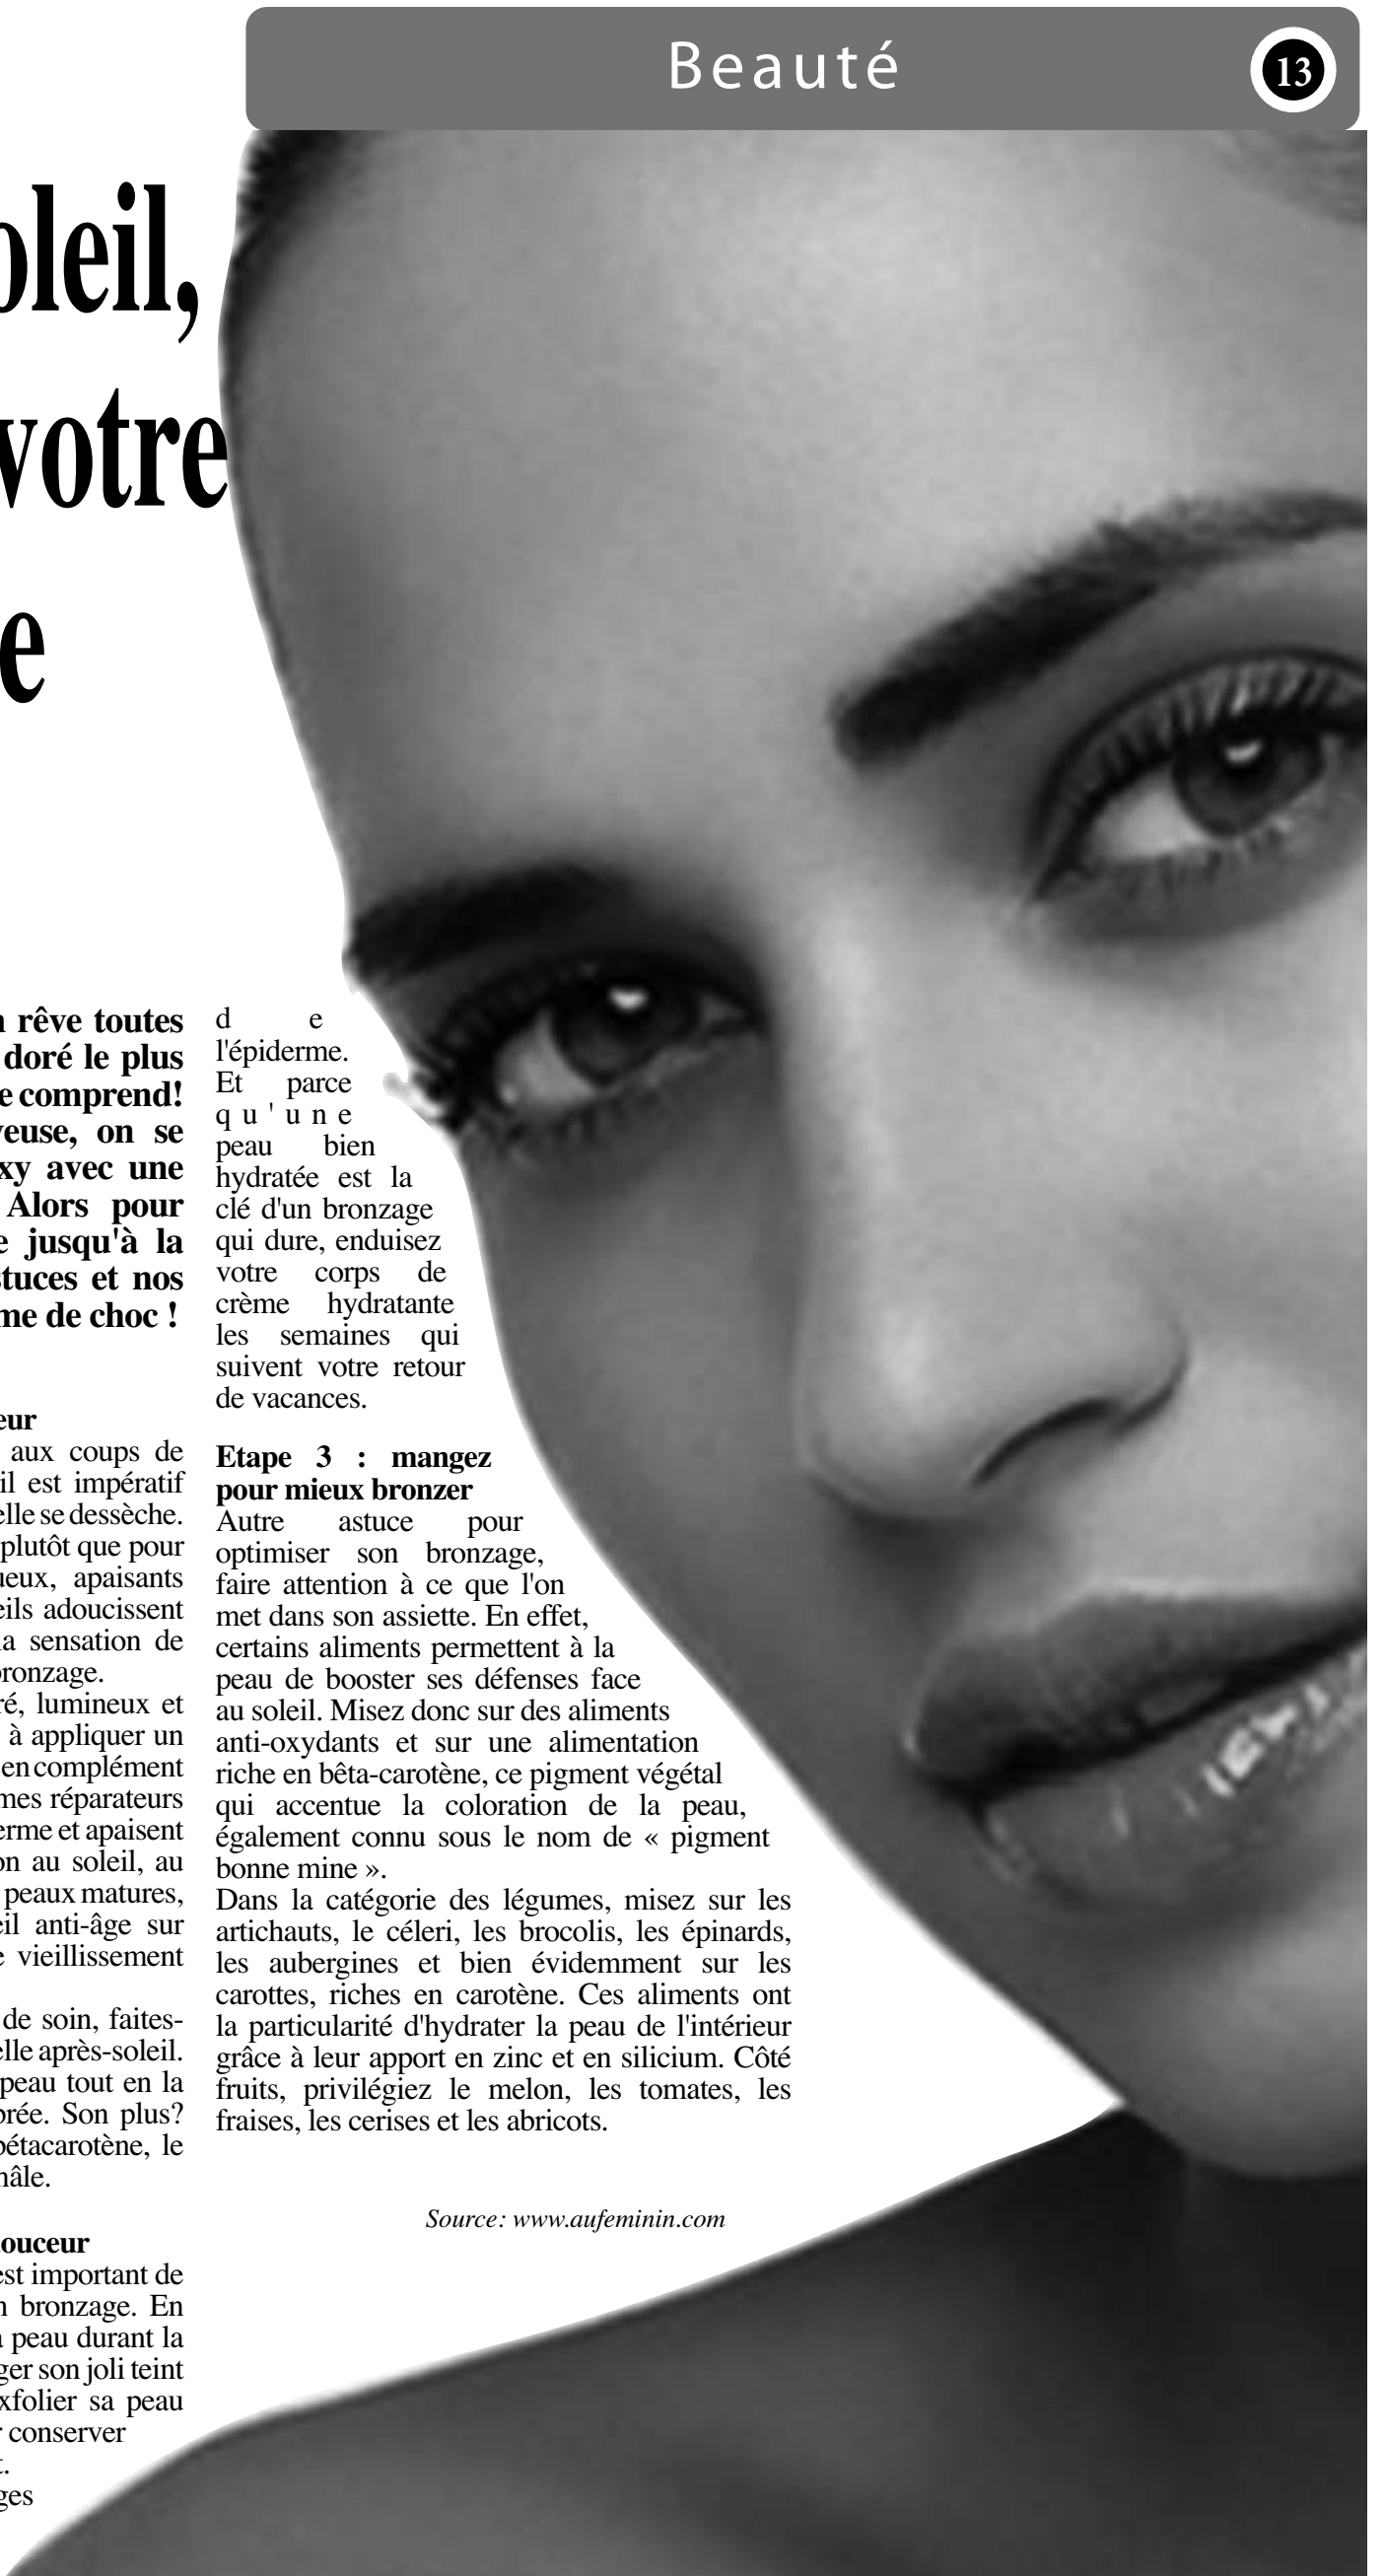 Beauté
13
oleil,
votre
e
rêve toutes
doré le plus
e comprend!
euse, on se
xy avec une
Alors pour
e jusqu'à la
stuces et nos
me de choc !
eur
aux coups de
il est impératif
elle se dessèche.
plutôt que pour
ueux, apaisants
eils adoucissent
la sensation de
bronzage.
ré, lumineux et
à appliquer un
en complément
mes réparateurs
erme et apaisent
on au soleil, au
peaux matures,
eil anti-âge sur
e vieillissement
de soin, faites-
elle après-soleil.
peau tout en la
brée. Son plus?
bétacarotène, le
hâle.
ouceur
est important de
n bronzage. En
a peau durant la
ger son joli teint
xfolier sa peau
r conserver
t.
ges
d e
l'épiderme.
Et parce
q u ' u n e
peau bien
hydratée est la
clé d'un bronzage
qui dure, enduisez
votre corps de
crème hydratante
les semaines qui
suivent votre retour
de vacances.
Etape 3 : mangez
pour mieux bronzer
Autre astuce pour
optimiser son bronzage,
faire attention à ce que l'on
met dans son assiette. En effet,
certains aliments permettent à la
peau de booster ses défenses face
au soleil. Misez donc sur des aliments
anti-oxydants et sur une alimentation
riche en bêta-carotène, ce pigment végétal
qui accentue la coloration de la peau,
également connu sous le nom de « pigment
bonne mine ».
Dans la catégorie des légumes, misez sur les
artichauts, le céleri, les brocolis, les épinards,
les aubergines et bien évidemment sur les
carottes, riches en carotène. Ces aliments ont
la particularité d'hydrater la peau de l'intérieur
grâce à leur apport en zinc et en silicium. Côté
fruits, privilégiez le melon, les tomates, les
fraises, les cerises et les abricots.
Source: www.aufeminin.com